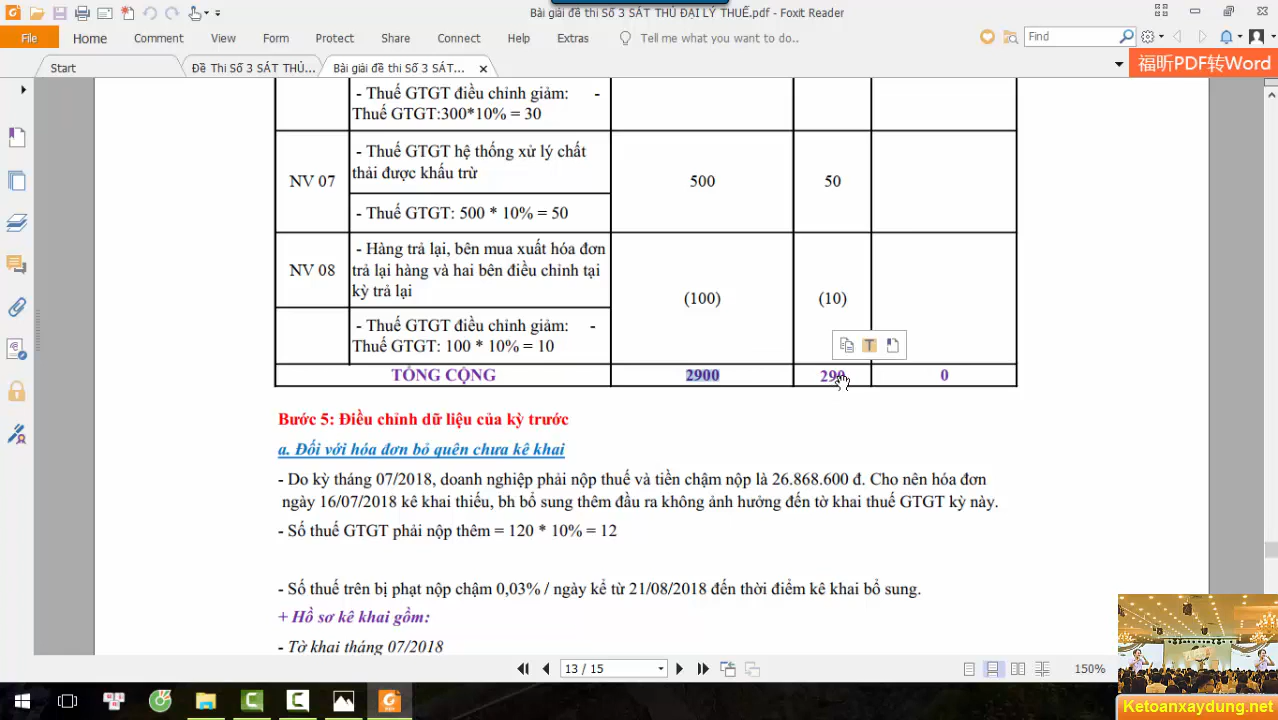 Bài giải đề thi Số 3 SÁT THỦ ĐẠI LÝ THUẾ.pdf - Foxit Reader
File Home Comment View Form Protect Share Connect Help Extras Tell me what you want to do.. Find
Start Đề Thi Số 3 SÁT THỦ... Bài giải đề thi Số 3 SÁT... 福昕PDF转Word
- Thuế GTGT điều chỉnh giảm: -
Thuế GTGT:300*10% = 30
NV 07
- Thuế GTGT hệ thống xử lý chất
thải được khấu trừ
500 50
- Thuế GTGT: 500 * 10% = 50
NV 08
- Hàng trả lại, bên mua xuất hóa đơn
trả lại hàng và hai bên điều chỉnh tại
kỳ trả lại
(100) (10)
- Thuế GTGT điều chỉnh giảm: -
Thuế GTGT: 100 * 10% = 10
TỔNG CỘNG 2900 290 0
Bước 5: Điều chỉnh dữ liệu của kỳ trước
a. Đối với hóa đơn bỏ quên chưa kê khai
- Do kỳ tháng 07/2018, doanh nghiệp phải nộp thuế và tiền chậm nộp là 26.868.600 đ. Cho nên hóa đơn
ngày 16/07/2018 kê khai thiếu, bh bổ sung thêm đầu ra không ảnh hưởng đến tờ khai thuế GTGT kỳ này.
- Số thuế GTGT phải nộp thêm = 120 * 10% = 12
- Số thuế trên bị phạt nộp chậm 0,03% / ngày kể từ 21/08/2018 đến thời điểm kê khai bổ sung.
+ Hồ sơ kê khai gồm:
- Tờ khai tháng 07/2018
13 / 15 150%
Ketoanxaydung.net